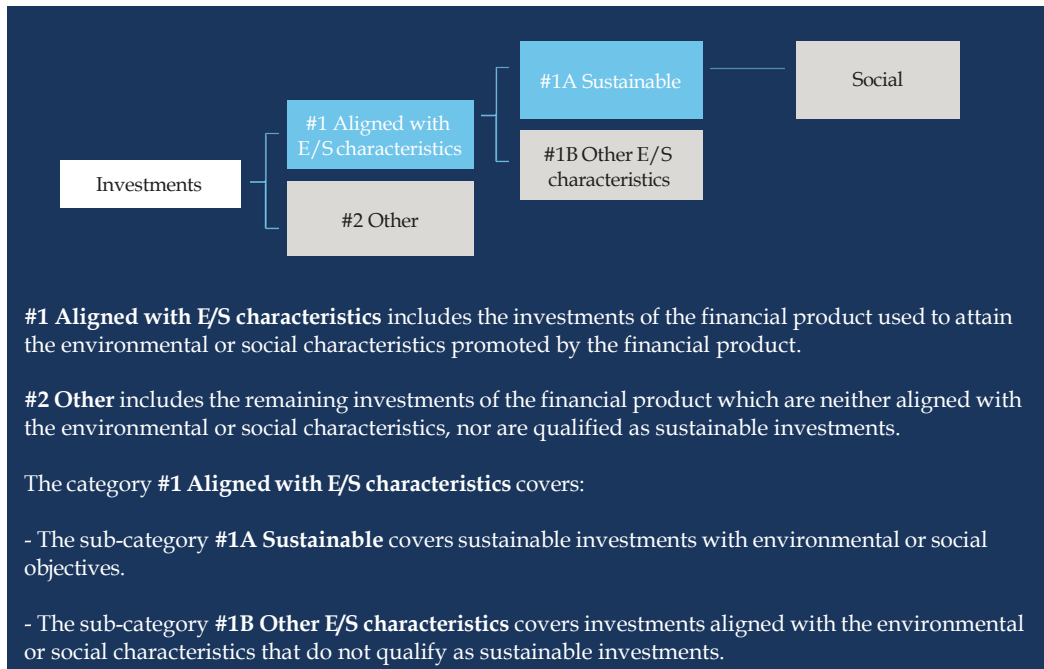 #1A Sustainable
Social
#1 Aligned with
E/S characteristics
#1B Other E/S
characteristics
Investments
#2 Other
#1 Aligned with E/S characteristics includes the investments of the financial product used to attain
the environmental or social characteristics promoted by the financial product.
#2 Other includes the remaining investments of the financial product which are neither aligned with
the environmental or social characteristics, nor are qualified as sustainable investments.
The category #1 Aligned with E/S characteristics covers:
- The sub-category #1A Sustainable covers sustainable investments with environmental or social
objectives.
- The sub-category #1B Other E/S characteristics covers investments aligned with the environmental
or social characteristics that do not qualify as sustainable investments.